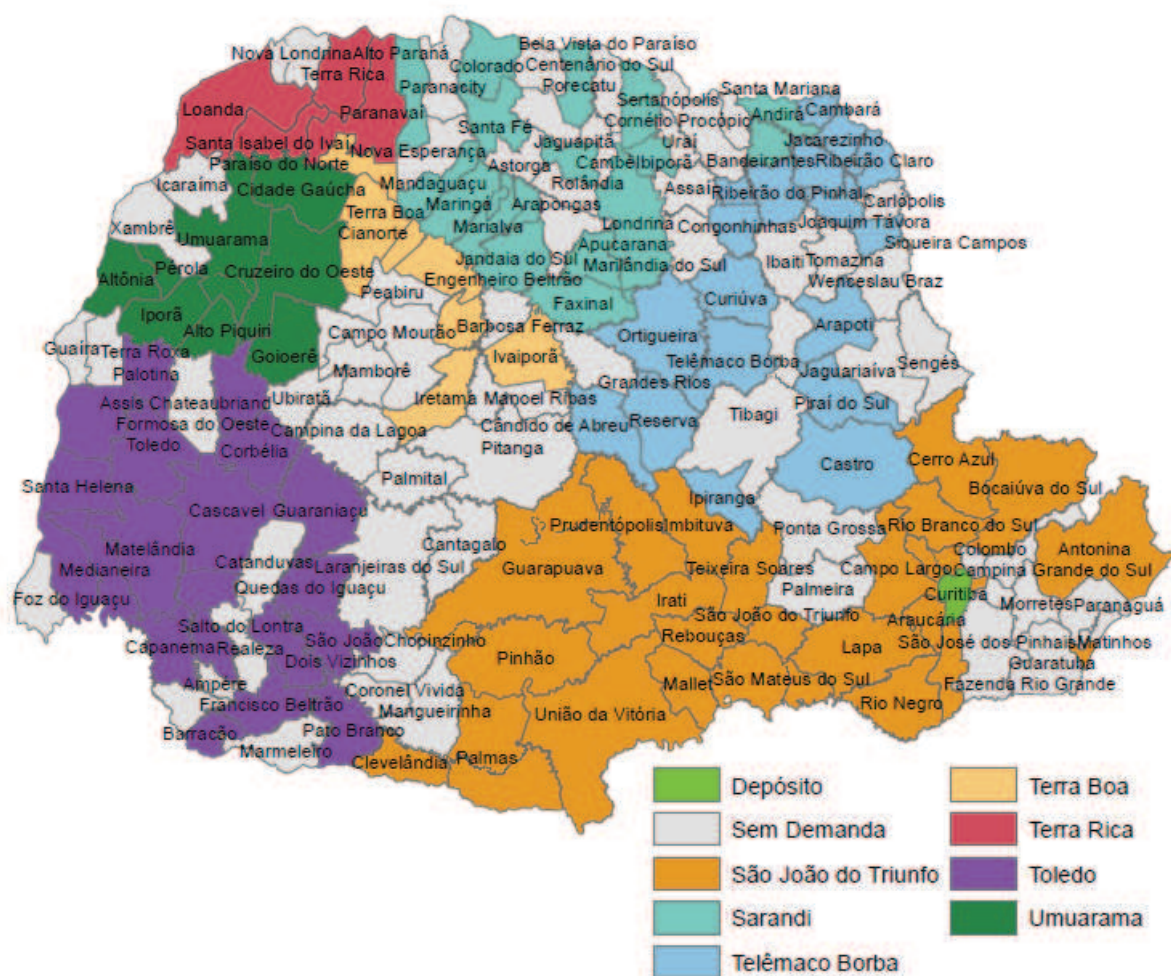 Bela Vista do Paraíso
Nova Londrina
Alto Paraná
Colorado
Centenário do Sul
Terra Rica
Paranacity
Porecatu
Santa Mariana
Loanda
Paranavaí
Sertanópolis
Andirá
Cambará
Santa Fé
Cornélio Procópio
Santa Isabel do Ivaí
Nova Esperança
Jaguapitã
Uraí
Jacarezinho
Paraíso do Norte
Astorga
Cambé
Ibiporã
Bandeirantes
Ribeirão Claro
Icaraíma
Cidade Gaúcha
Mandaguaçu
Rolândia
Assaí
Ribeirão do Pinhal
Carlópolis
Xambrê
Terra Boa
Maringá
Arapongas
Londrina
Congonhinhas
Joaquim Távora
Umuarama
Cianorte
Marialva
Apucarana
Siqueira Campos
Altônia
Pérola
Cruzeiro do Oeste
Jandaia do Sul
Marilândia do Sul
Ibaiti
Tomazina
Engenheiro Beltrão
Wenceslau Braz
Peabiru
Faxinal
Curiúva
Iporã
Alto Piquiri
Campo Mourão
Barbosa Ferraz
Ortigueira
Arapoti
Guaíra
Terra Roxa
Goioerê
Ivaiporã
Telêmaco Borba
Sengés
Palotina
Mamborê
Grandes Rios
Jaguariaíva
Assis Chateaubriand
Ubiratã
Iretama
Manoel Ribas
Tibagi
Piraí do Sul
Formosa do Oeste
Campina da Lagoa
Cândido de Abreu
Reserva
Toledo
Corbélia
Pitanga
Castro
Cerro Azul
Palmital
Santa Helena
Ipiranga
Bocaiúva do Sul
Cascavel
Guaraniaçu
Prudentópolis
Imbituva
Ponta Grossa
Rio Branco do Sul
Matelândia
Cantagalo
Colombo
Antonina
Medianeira
Catanduvas
Laranjeiras do Sul
Guarapuava
Teixeira Soares
Campo Largo
Campina Grande do Sul
Quedas do Iguaçu
Palmeira
Curitiba
Foz do Iguaçu
Irati
Morretes
Paranaguá
Salto do Lontra
São João do Triunfo
Araucária
Capanema
Realeza
São João
Chopinzinho
Rebouças
Lapa
São José dos Pinhais
Matinhos
Dois Vizinhos
Pinhão
Guaratuba
Ampére
Coronel Vivida
Mallet
São Mateus do Sul
Fazenda Rio Grande
Francisco Beltrão
Mangueirinha
União da Vitória
Rio Negro
Barracão
Pato Branco
Marmeleiro
Clevelândia
Palmas
Depósito
Terra Boa
Sem Demanda
Terra Rica
São João do Triunfo
Toledo
Sarandi
Umuarama
Telêmaco Borba